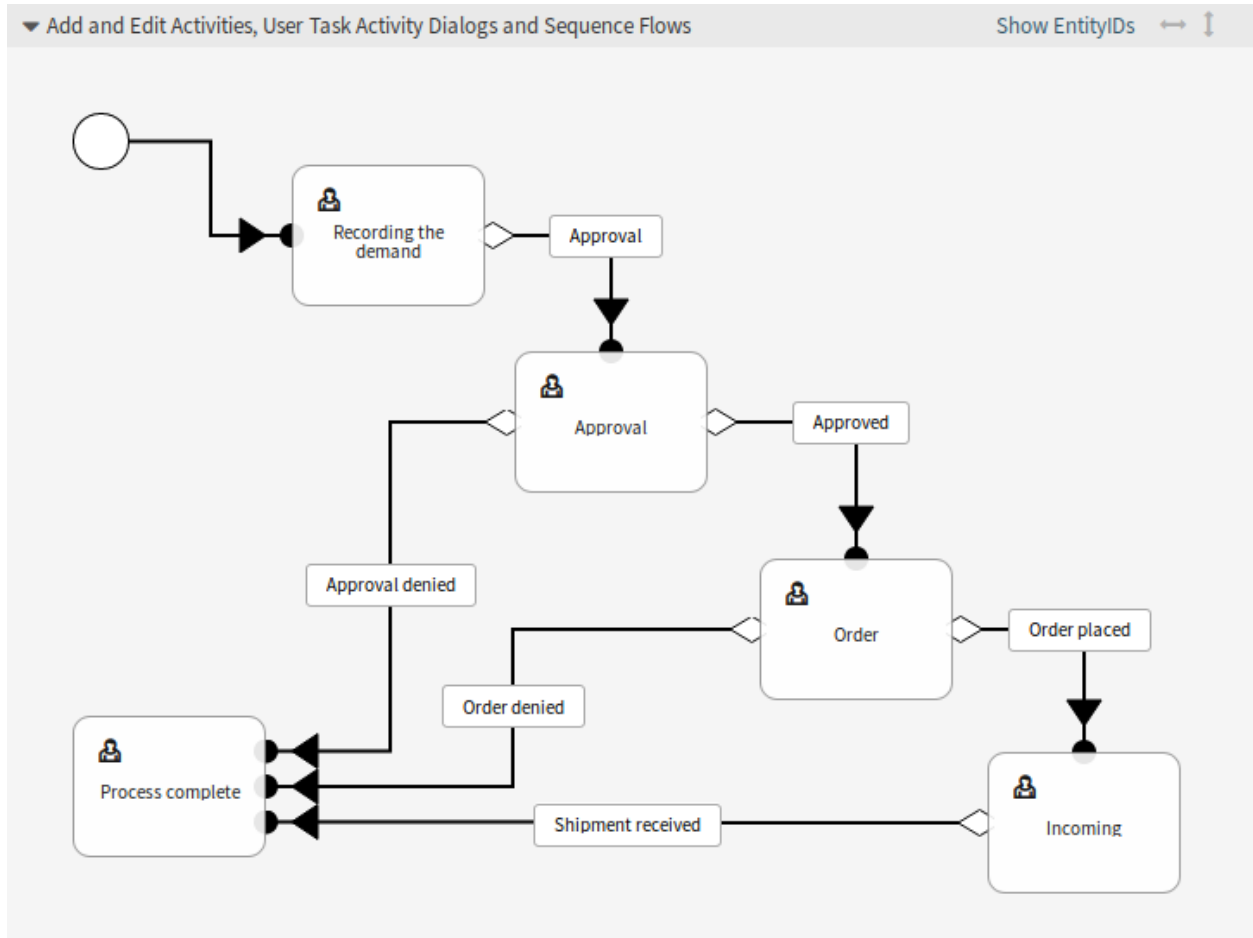 Add and Edit Activities, User Task Activity Dialogs and Sequence Flows
Show EntityIDs
Recording the
demand
Approval
Approval
Approved
Approval denied
Order
Order placed
Order denied
Process complete
Shipment received
Incoming